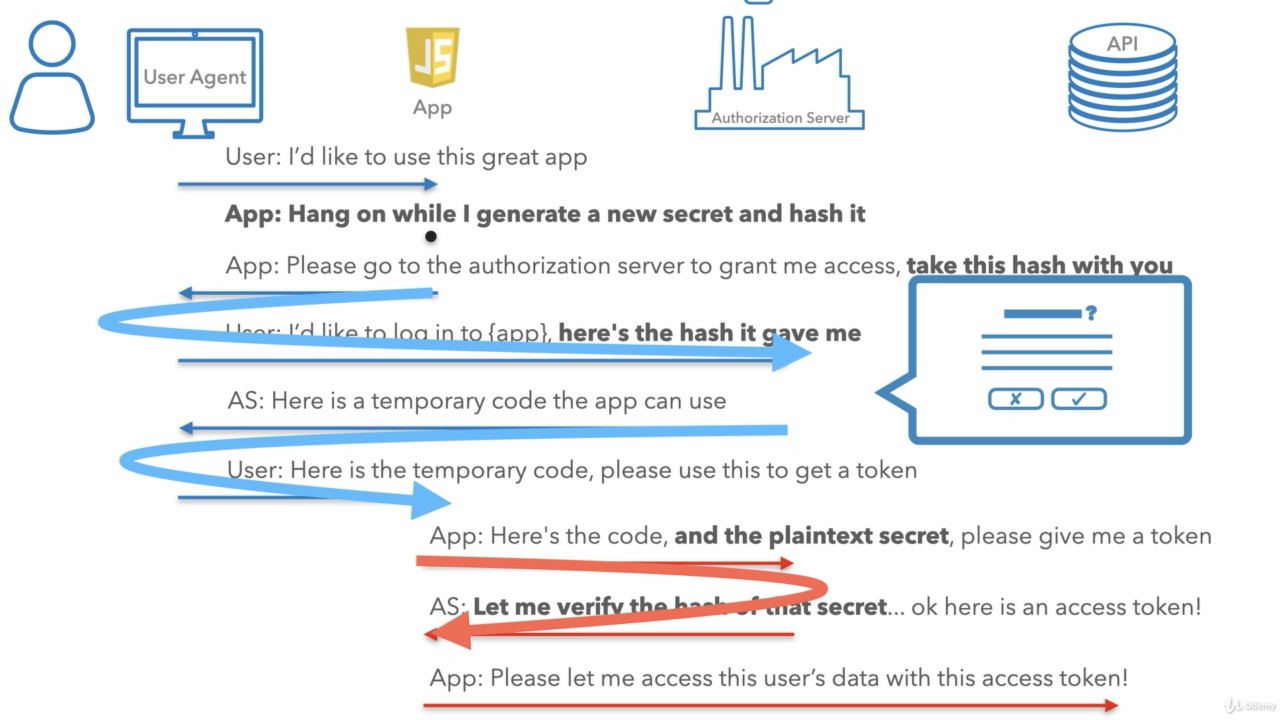 User Agent
JS
App
Authorization Server
API
User: I’d like to use this great app
App: Hang on while I generate a new secret and hash it
App: Please go to the authorization server to grant me access, take this hash with you
?
User: I’d like to log in to {app}, here's the hash it gave me
✗ ✓
AS: Here is a temporary code the app can use
User: Here is the temporary code, please use this to get a token
App: Here's the code, and the plaintext secret, please give me a token
AS: Let me verify the hash of that secret... ok here is an access token!
App: Please let me access this user’s data with this access token!
Udemy